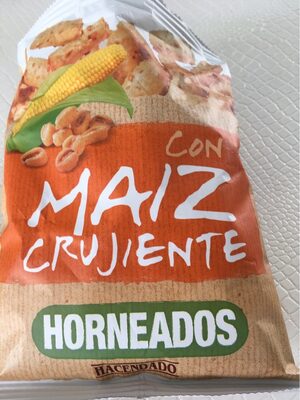 CON
MAIZ
CRUJIENTE
HORNEADOS
HACENDADO